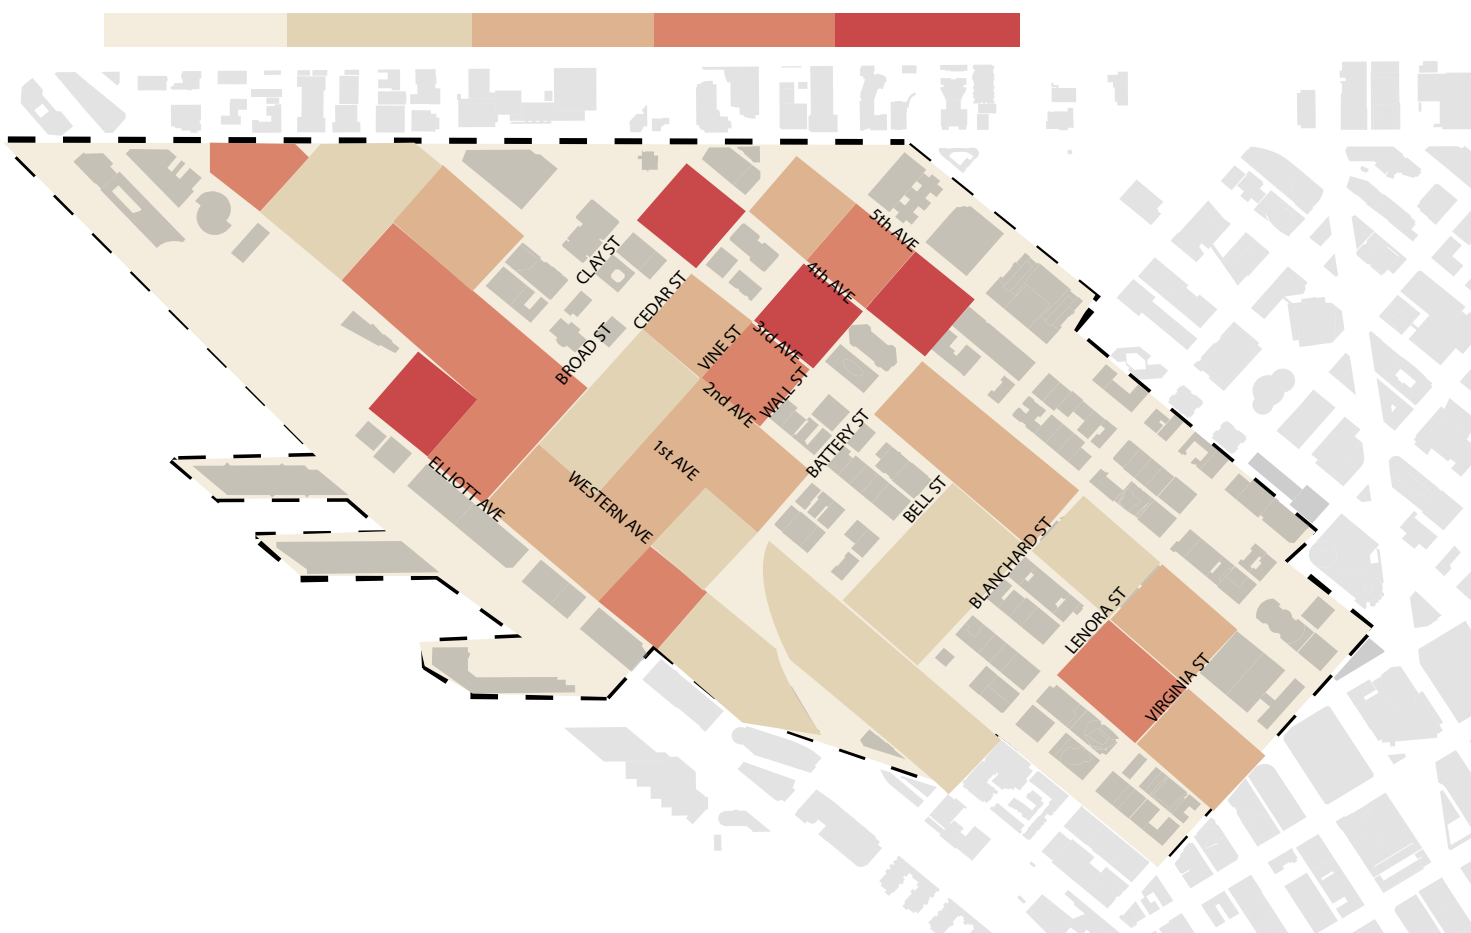 5th AVE
CLAY ST
4th AVE
CEDAR ST
3rd AVE
VINE ST
BROAD ST
WALL ST
2nd AVE
BATTERY ST
1st AVE
ELLIOTT AVE
WESTERN AVE
BELL ST
BLANCHARD ST
LENORA ST
VIRGINIA ST